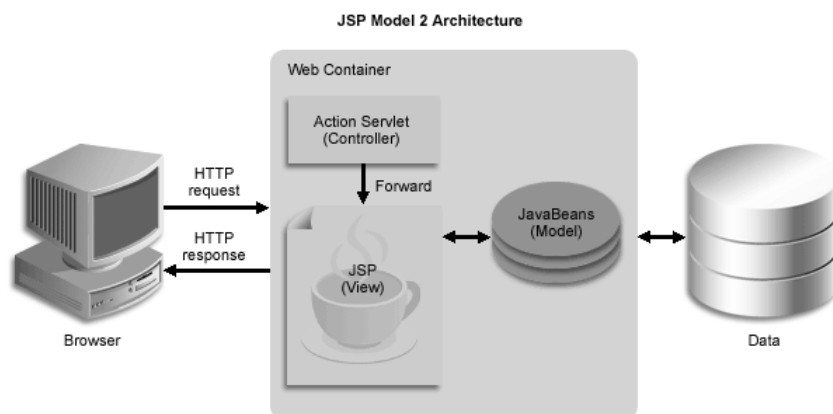 JSP Model 2 Architecture
Web Container
Action Servlet
(Controller)
HTTP
request
Forward
JavaBeans
(Model)
HTTP
response
JSP
(View)
Browser
Data